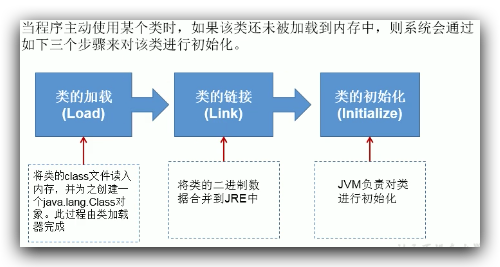 当程序主动使用某个类时，如果该类还未被加载到内存中，则系统会通过
如下三个步骤来对该类进行初始化。
类的加载
(Load)
类的链接
(Link)
类的初始化
(Initialize)
将类的class文件读入
内存，并为之创建一
个java.lang.Class对
象。此过程由类加载
器完成
将类的二进制数
据合并到JRE中
JVM负责对类
进行初始化